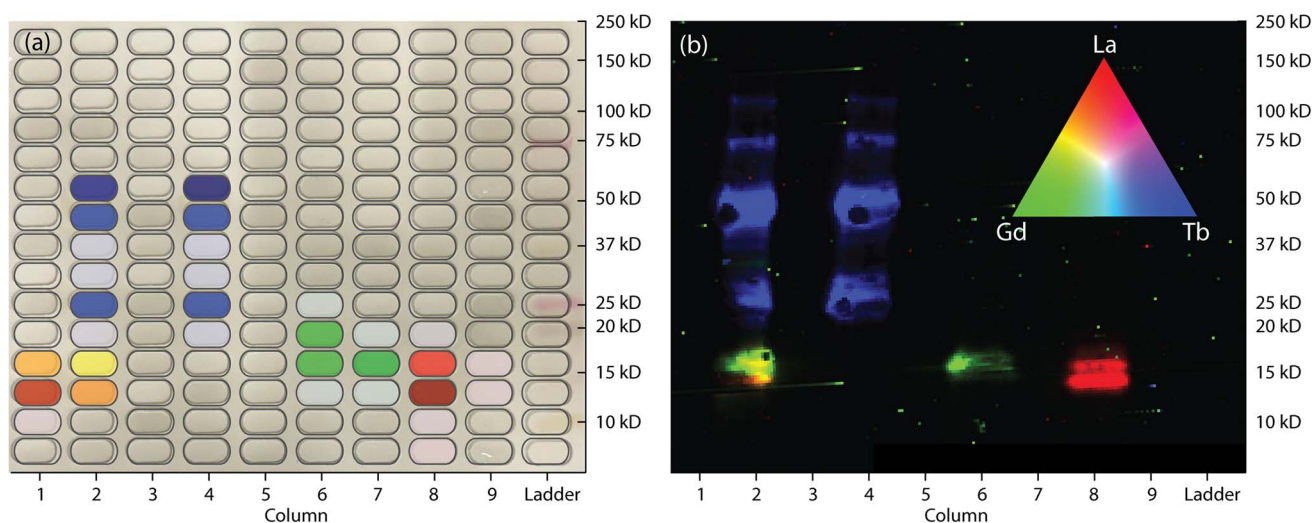 (a)
250 kD
150 kD
100 kD
75 kD
50 kD
37 kD
25 kD
20 kD
15 kD
10 kD
1 2 3 4 5 6 7 8 9 Ladder
Column
(b)
La
Gd
Tb
250 kD
150 kD
100 kD
75 kD
50 kD
37 kD
25 kD
20 kD
15 kD
10 kD
1 2 3 4 5 6 7 8 9 Ladder
Column